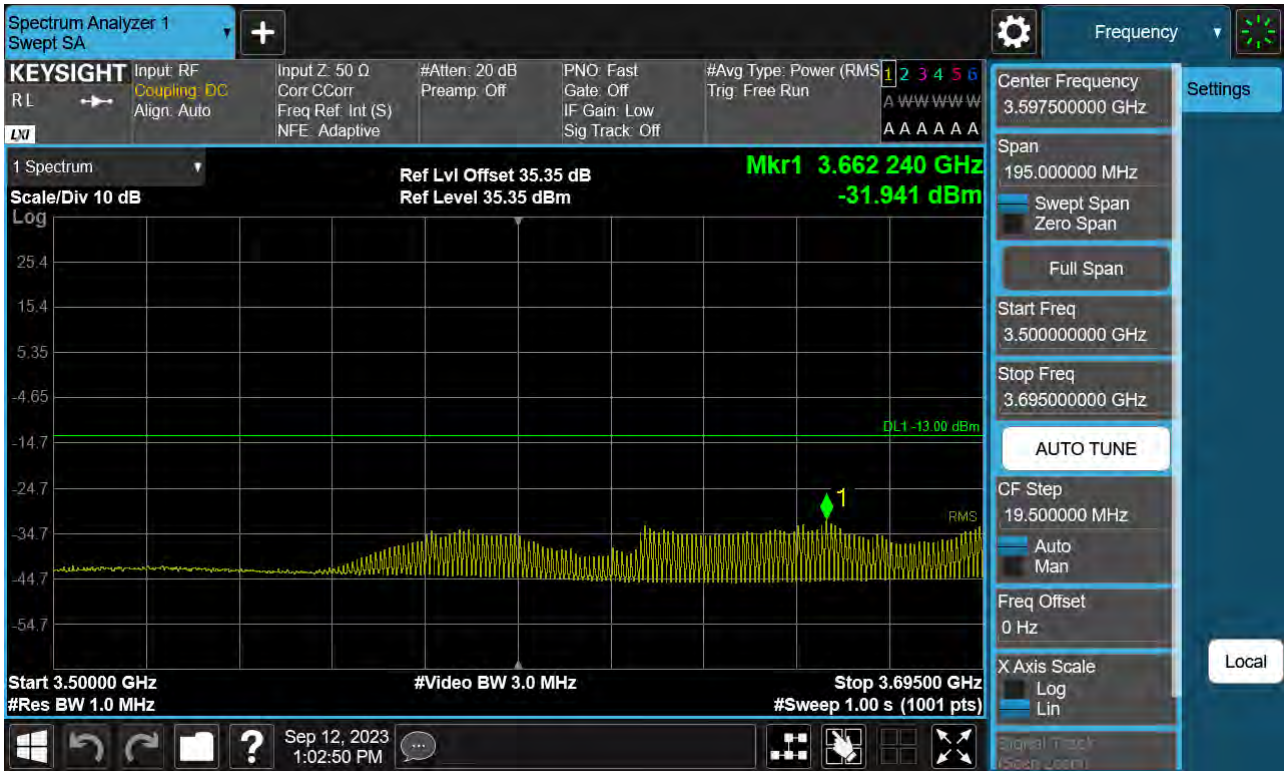 Spectrum Analyzer 1
Swept SA
+
Frequency
KEYSIGHT
RL
LXI
Input: RF
Coupling: DC
Align: Auto
Input Z: 50 Ω
Corr CCorr
Freq Ref: Int (S)
NFE: Adaptive
#Atten: 20 dB
Preamp: Off
PNO: Fast
Gate: Off
IF Gain: Low
Sig Track: Off
#Avg Type: Power (RMS
Trig: Free Run
1 2 3 4 5 6
A W W W W W
A A A A A A
1 Spectrum
Scale/Div 10 dB
Log
Ref Lvl Offset 35.35 dB
Ref Level 35.35 dBm
Mkr1 3.662 240 GHz
-31.941 dBm
25.4
15.4
5.35
-4.65
-14.7
-24.7
-34.7
-44.7
-54.7
DL1 -13.00 dBm
1
RMS
Start 3.50000 GHz
#Res BW 1.0 MHz
#Video BW 3.0 MHz
Stop 3.69500 GHz
#Sweep 1.00 s (1001 pts)
Center Frequency
3.597500000 GHz
Settings
Span
195.000000 MHz
Swept Span
Zero Span
Full Span
Start Freq
3.500000000 GHz
Stop Freq
3.695000000 GHz
AUTO TUNE
CF Step
19.500000 MHz
Auto
Man
Freq Offset
0 Hz
X Axis Scale
Log
Lin
Local
Signal Track
(Span Zoom)
?
Sep 12, 2023
1:02:50 PM